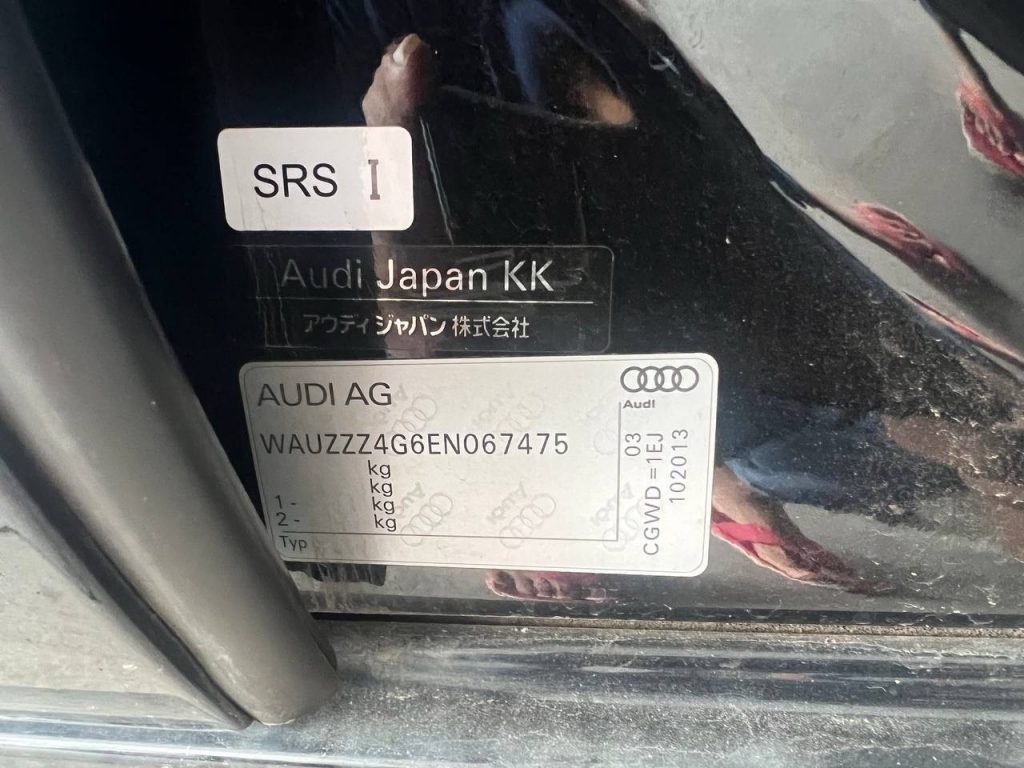 SRS I
Audi Japan KK
アウディ ジャパン 株式会社
AUDI AG
Audi
WAUZZZ4G6EN067475
kg
kg
1 - kg
2 - kg
Typ
03
CGWD = 1EJ
102013